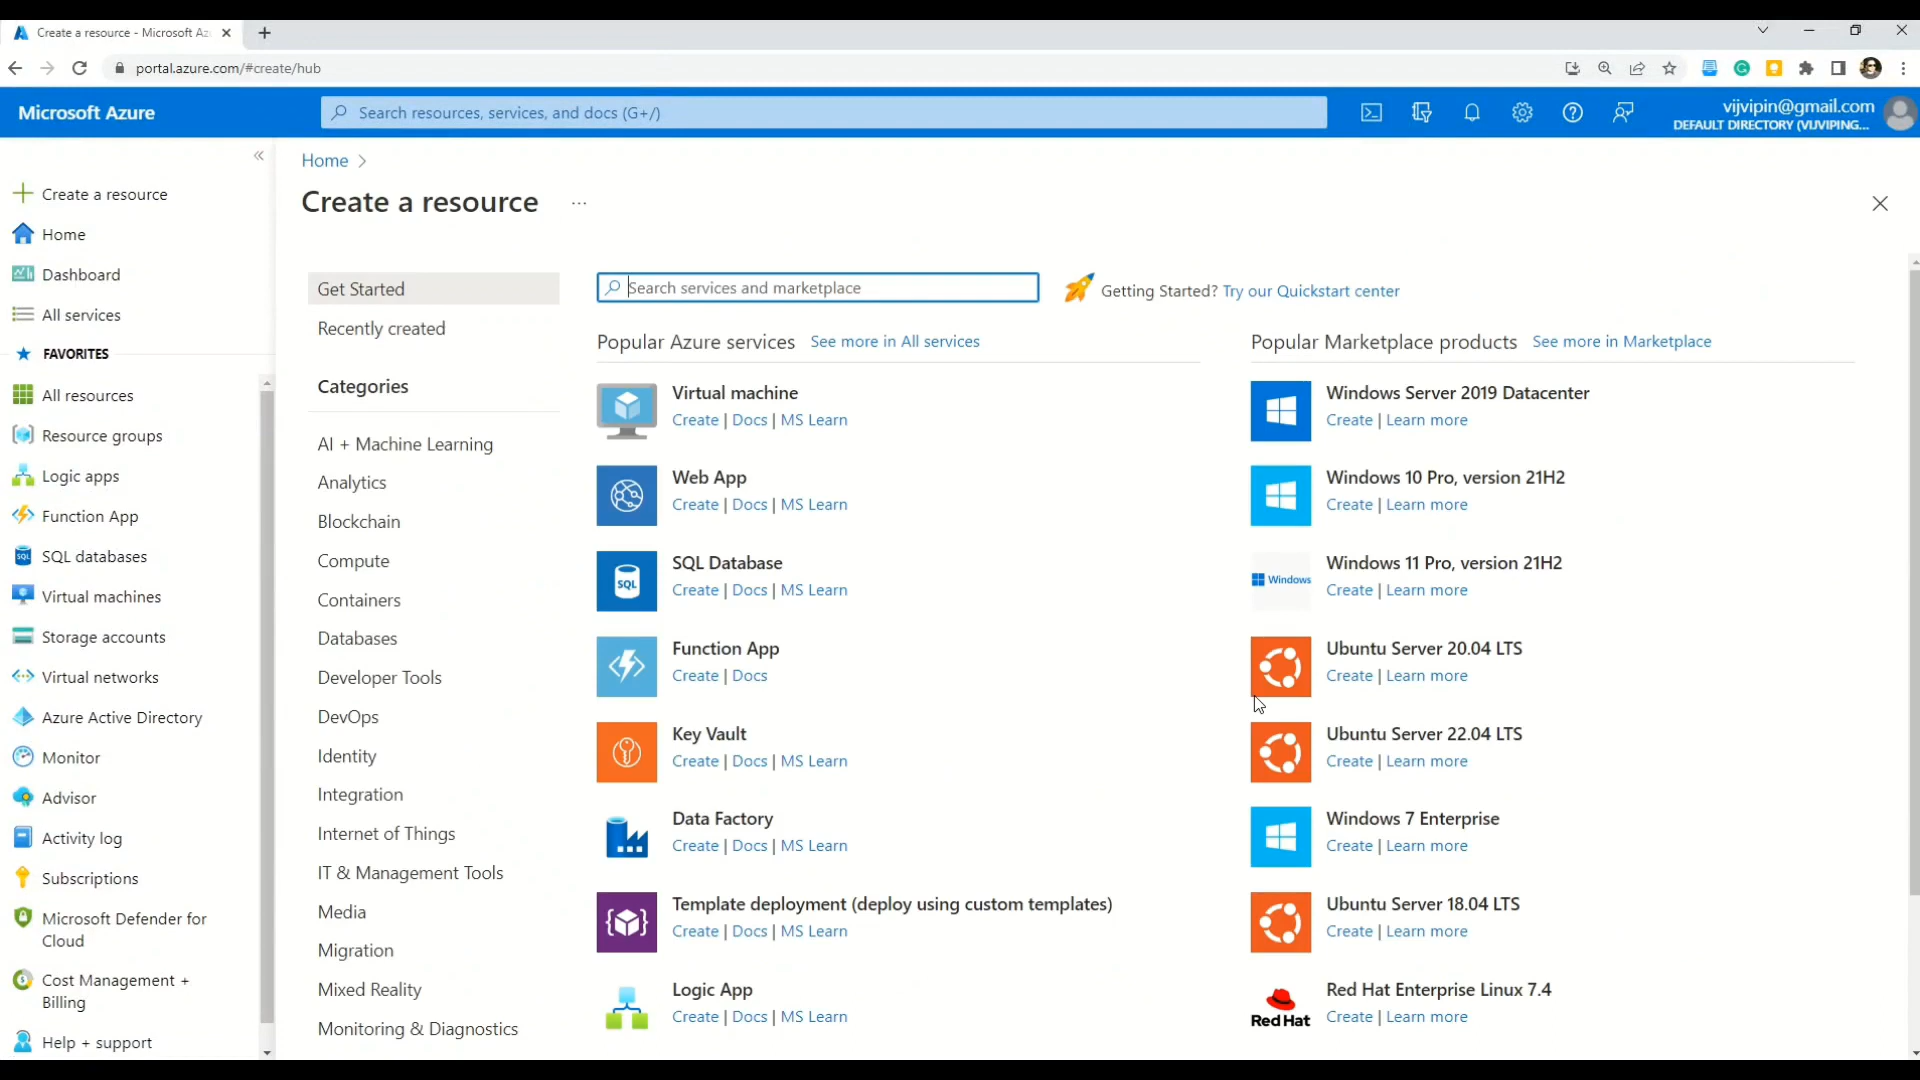 Create a resource - Microsoft Az
portal.azure.com/#create/hub
Microsoft Azure
Search resources, services, and docs (G+/)
vijvipin@gmail.com
DEFAULT DIRECTORY (VIJVIPING...
Create a resource
Home
Dashboard
All services
FAVORITES
All resources
Resource groups
Logic apps
Function App
SQL databases
Virtual machines
Storage accounts
Virtual networks
Azure Active Directory
Monitor
Advisor
Activity log
Subscriptions
Microsoft Defender for
Cloud
Cost Management +
Billing
Help + support
Home
Create a resource
...
Get Started
Recently created
Categories
AI + Machine Learning
Analytics
Blockchain
Compute
Containers
Databases
Developer Tools
DevOps
Identity
Integration
Internet of Things
IT & Management Tools
Media
Migration
Mixed Reality
Monitoring & Diagnostics
Search services and marketplace
Getting Started? Try our Quickstart center
Popular Azure services See more in All services
Virtual machine
Create | Docs | MS Learn
Web App
Create | Docs | MS Learn
SQL
SQL Database
Create | Docs | MS Learn
Function App
Create | Docs
Key Vault
Create | Docs | MS Learn
Data Factory
Create | Docs | MS Learn
Template deployment (deploy using custom templates)
Create | Docs | MS Learn
Logic App
Create | Docs | MS Learn
Popular Marketplace products See more in Marketplace
Windows Server 2019 Datacenter
Create | Learn more
Windows 10 Pro, version 21H2
Create | Learn more
Windows
Windows 11 Pro, version 21H2
Create | Learn more
Ubuntu Server 20.04 LTS
Create | Learn more
Ubuntu Server 22.04 LTS
Create | Learn more
Windows 7 Enterprise
Create | Learn more
Ubuntu Server 18.04 LTS
Create | Learn more
Red Hat
Red Hat Enterprise Linux 7.4
Create | Learn more